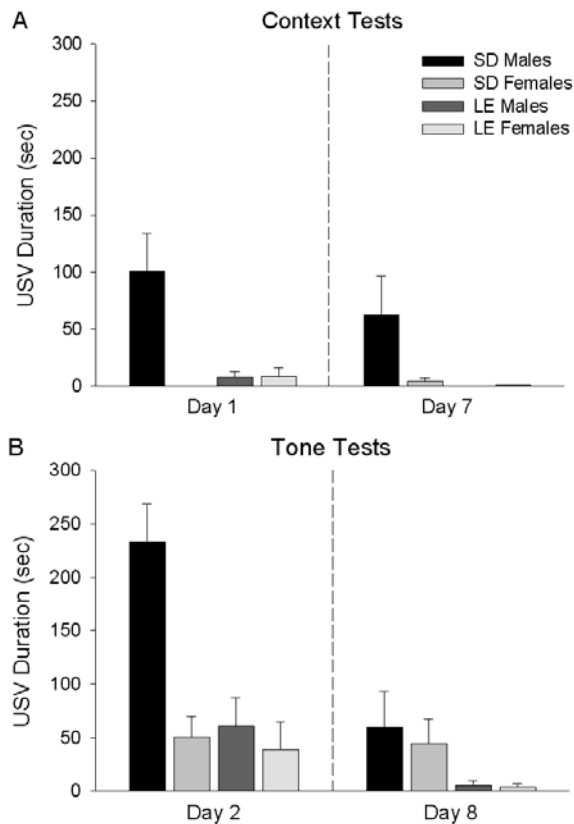 A
Context Tests
300
250
200
150
100
50
0
USV Duration (sec)
SD Males
SD Females
LE Males
LE Females
Day 1
Day 7
B
Tone Tests
300
250
200
150
100
50
0
USV Duration (sec)
Day 2
Day 8